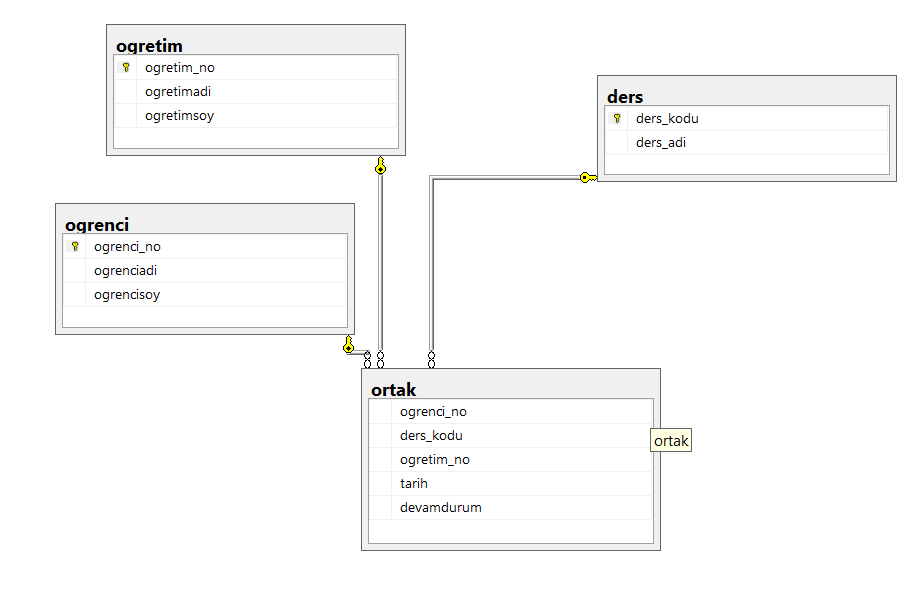 ogretim
ogretim_no
ogretimadi
ogretimsoy
ders
ders_kodu
ders_adi
ogrenci
ogrenci_no
ogrenciadi
ogrencisoy
ortak
ogrenci_no
ders_kodu
ogretim_no
tarih
devamdurum
ortak